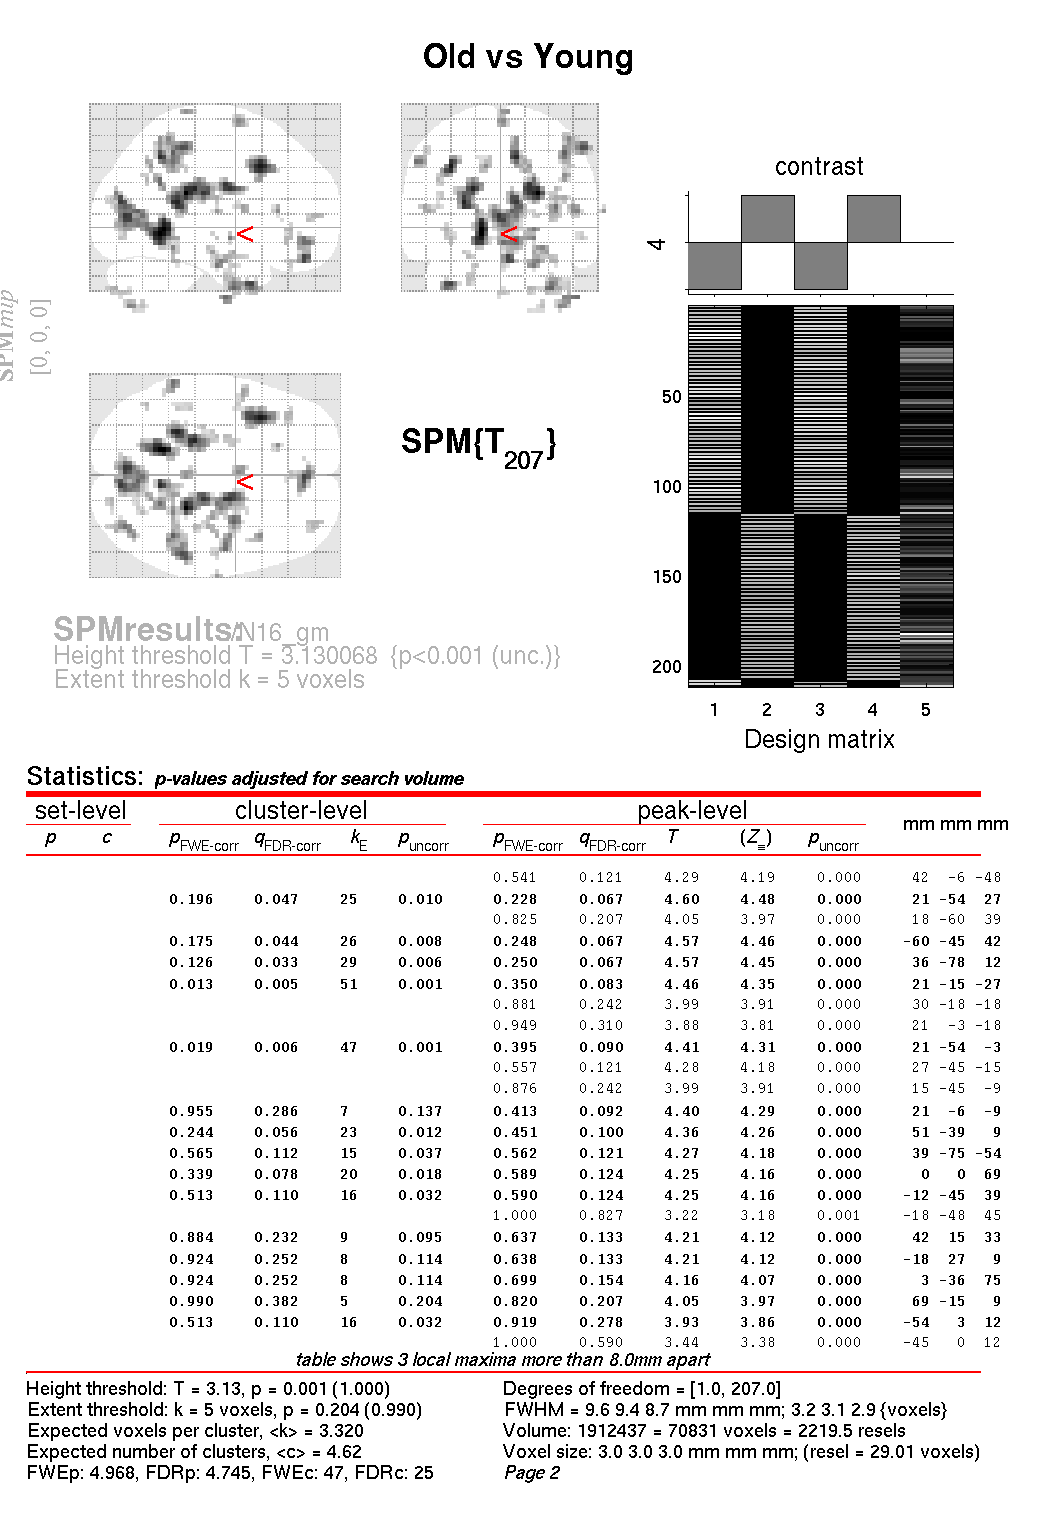 Old vs Young
contrast
4
SPMmip
[0, 0, 0]
<
<
<
SPM{T207}
50
100
150
200
1 2 3 4 5
Design matrix
SPMresults: ./N16_gm
Height threshold T = 3.130068 {p<0.001 (unc.)}
Extent threshold k = 5 voxels
Statistics: p-values adjusted for search volume
set-level cluster-level peak-level
p c pFWE-corr qFDR-corr kE puncorr pFWE-corr qFDR-corr T (Z≡) puncorr mm mm mm
0.541 0.121 4.29 4.19 0.000 42 -6 -48
0.196 0.047 25 0.010 0.228 0.067 4.60 4.48 0.000 21 -54 27
0.825 0.207 4.05 3.97 0.000 18 -60 39
0.175 0.044 26 0.008 0.248 0.067 4.57 4.46 0.000 -60 -45 42
0.126 0.033 29 0.006 0.250 0.067 4.57 4.45 0.000 36 -78 12
0.013 0.005 51 0.001 0.350 0.083 4.46 4.35 0.000 21 -15 -27
0.881 0.242 3.99 3.91 0.000 30 -18 -18
0.949 0.310 3.88 3.81 0.000 21 -3 -18
0.019 0.006 47 0.001 0.395 0.090 4.41 4.31 0.000 21 -54 -3
0.557 0.121 4.28 4.18 0.000 27 -45 -15
0.876 0.242 3.99 3.91 0.000 15 -45 -9
0.955 0.286 7 0.137 0.413 0.092 4.40 4.29 0.000 21 -6 -9
0.244 0.056 23 0.012 0.451 0.100 4.36 4.26 0.000 51 -39 9
0.565 0.112 15 0.037 0.562 0.121 4.27 4.18 0.000 39 -75 -54
0.339 0.078 20 0.018 0.589 0.124 4.25 4.16 0.000 0 0 69
0.513 0.110 16 0.032 0.590 0.124 4.25 4.16 0.000 -12 -45 39
1.000 0.827 3.22 3.18 0.001 -18 -48 45
0.884 0.232 9 0.095 0.637 0.133 4.21 4.12 0.000 42 15 33
0.924 0.252 8 0.114 0.638 0.133 4.21 4.12 0.000 -18 27 9
0.924 0.252 8 0.114 0.699 0.154 4.16 4.07 0.000 3 -36 75
0.990 0.382 5 0.204 0.820 0.207 4.05 3.97 0.000 69 -15 9
0.513 0.110 16 0.032 0.919 0.278 3.93 3.86 0.000 -54 3 12
1.000 0.590 3.44 3.38 0.000 -45 0 12
table shows 3 local maxima more than 8.0mm apart
Height threshold: T = 3.13, p = 0.001 (1.000)
Extent threshold: k = 5 voxels, p = 0.204 (0.990)
Expected voxels per cluster, <k> = 3.320
Expected number of clusters, <c> = 4.62
FWEp: 4.968, FDRp: 4.745, FWEc: 47, FDRc: 25
Degrees of freedom = [1.0, 207.0]
FWHM = 9.6 9.4 8.7 mm mm mm; 3.2 3.1 2.9 {voxels}
Volume: 1912437 = 70831 voxels = 2219.5 resels
Voxel size: 3.0 3.0 3.0 mm mm mm; (resel = 29.01 voxels)
Page 2